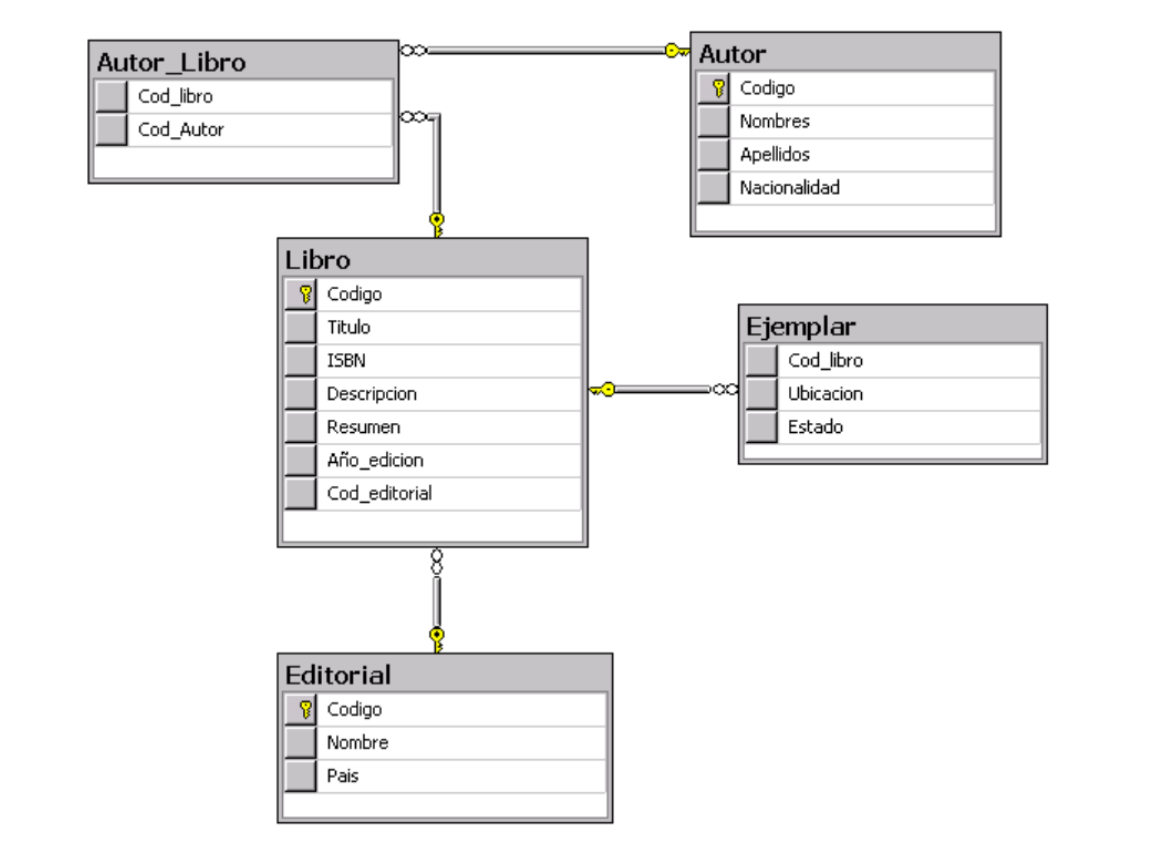 Autor_Libro
Cod_libro
Cod_Autor
Autor
Codigo
Nombres
Apellidos
Nacionalidad
Libro
Codigo
Titulo
ISBN
Descripcion
Resumen
Año_edicion
Cod_editorial
Ejemplar
Cod_libro
Ubicacion
Estado
Editorial
Codigo
Nombre
Pais